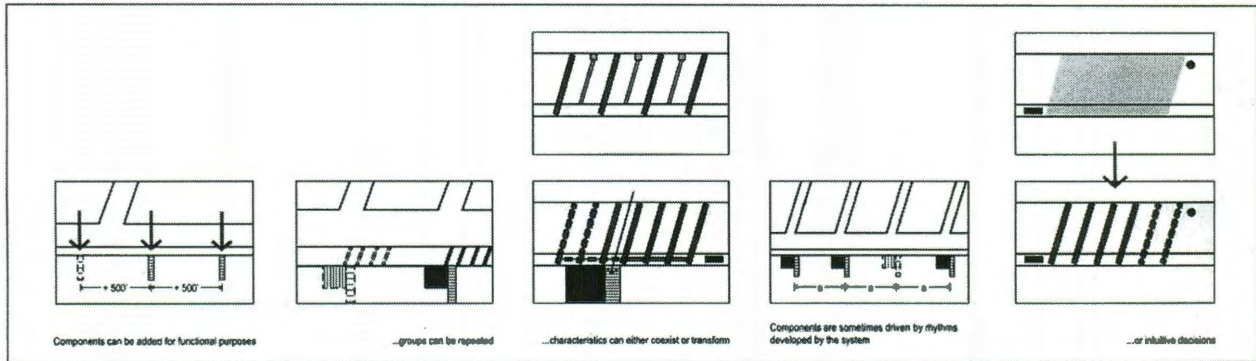 + 500'
+ 500'
a
a
a
Components can be added for functional purposes
...groups can be repeated
...characteristics can either coexist or transform
Components are sometimes driven by rhythms
developed by the system
...or intuitive decisions